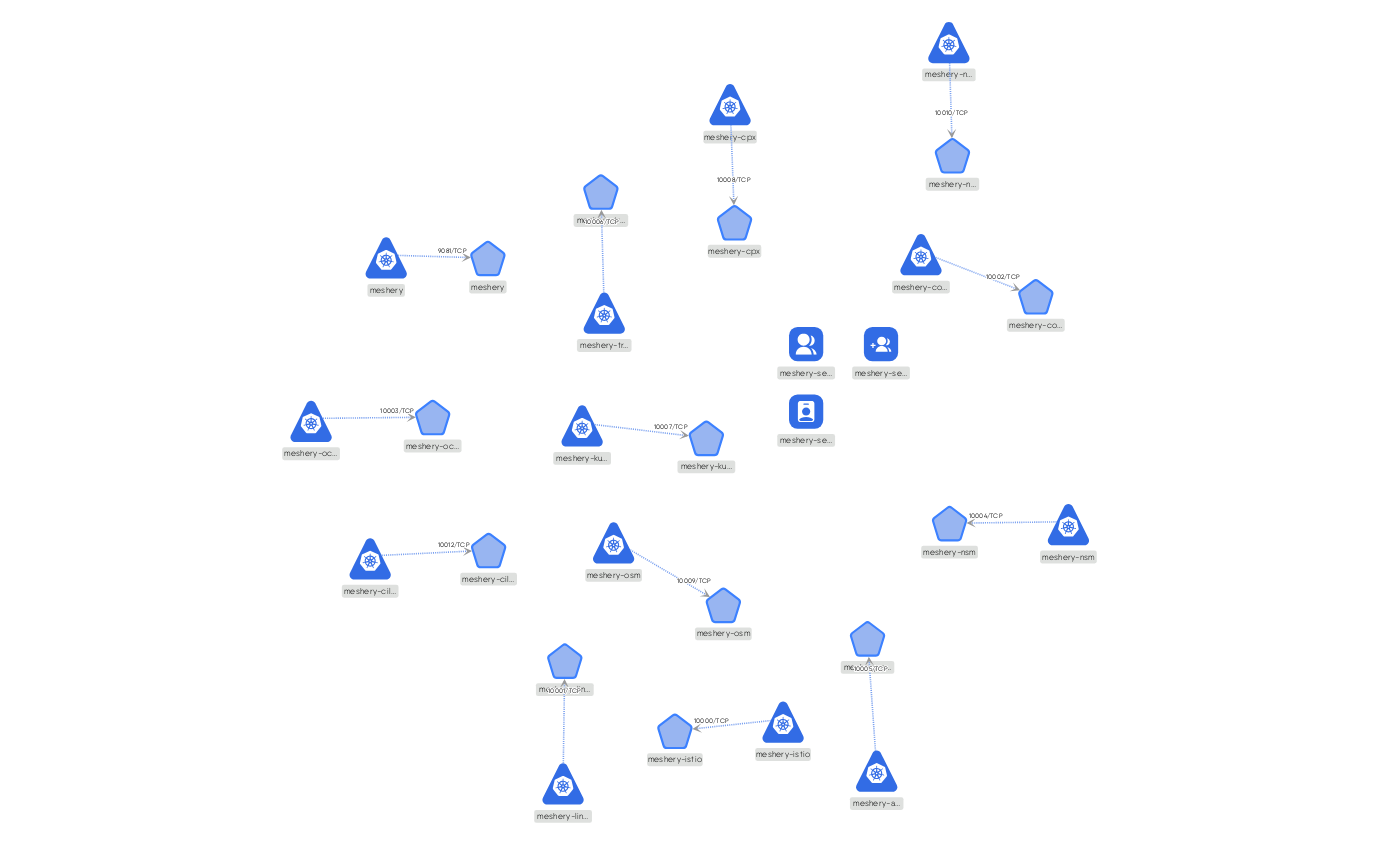 meshery-n...
10010/TCP
meshery-n...
meshery-cpx
10008/TCP
meshery-cpx
10006/TCP
meshery-tr...
9081/TCP
meshery
meshery
10002/TCP
meshery-co...
meshery-co...
meshery-se...
meshery-se...
meshery-se...
10003/TCP
meshery-oc...
meshery-oc...
10007/TCP
meshery-ku...
meshery-ku...
10004/TCP
meshery-nsm
meshery-nsm
10012/TCP
meshery-cil...
meshery-cil...
meshery-osm
10009/TCP
meshery-osm
10001/TCP
meshery-lin...
10000/TCP
meshery-istio
meshery-istio
10005/TCP
meshery-a...